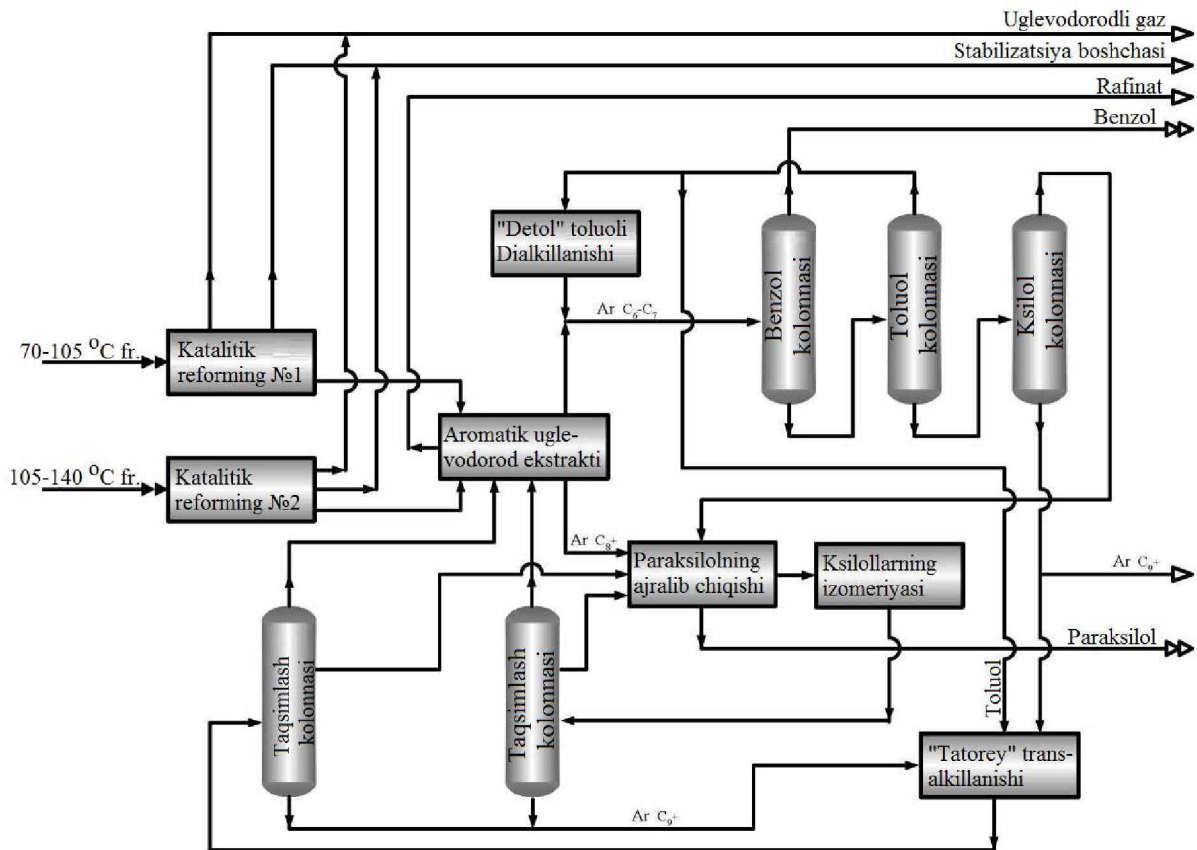 Uglevodorodli gaz
Stabilizatsiya boshchasi
Rafinat
Benzol
"Detol" toluoli
Dialkillanishi
Ar C₆-C₇
Benzol
kolonnasi
Toluol
kolonnasi
Ksilol
kolonnasi
70-105 ⁰C fr.
Katalitik
reforming №1
Aromatik ugle-
vodorod ekstrakti
105-140 ⁰C fr.
Katalitik
reforming №2
Ar C₈⁺
Paraksilolning
ajralib chiqishi
Ksilollarning
izomeriyasi
Ar C₉⁺
Paraksilol
Taqsimlash
kolonnasi
Taqsimlash
kolonnasi
Toluol
"Tatorey" trans-
alkillanishi
Ar C₉⁺